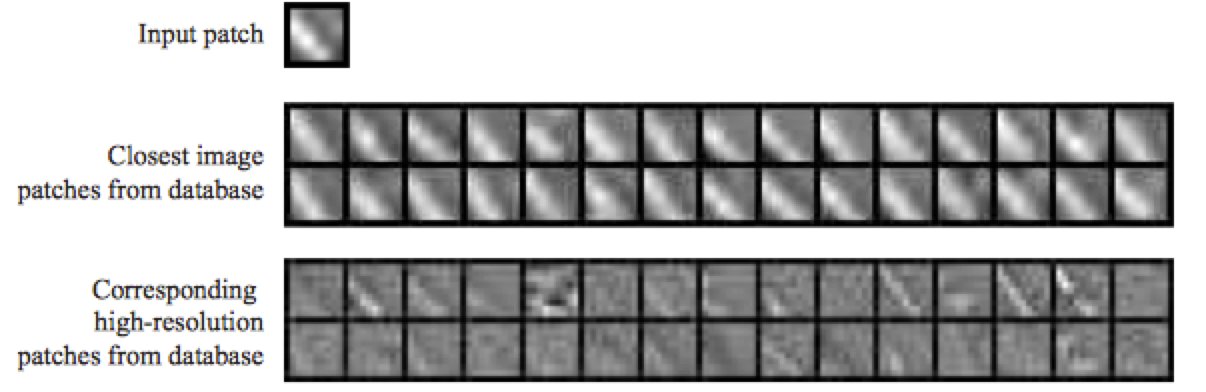 Input patch
Closest image
patches from database
Corresponding
high-resolution
patches from database